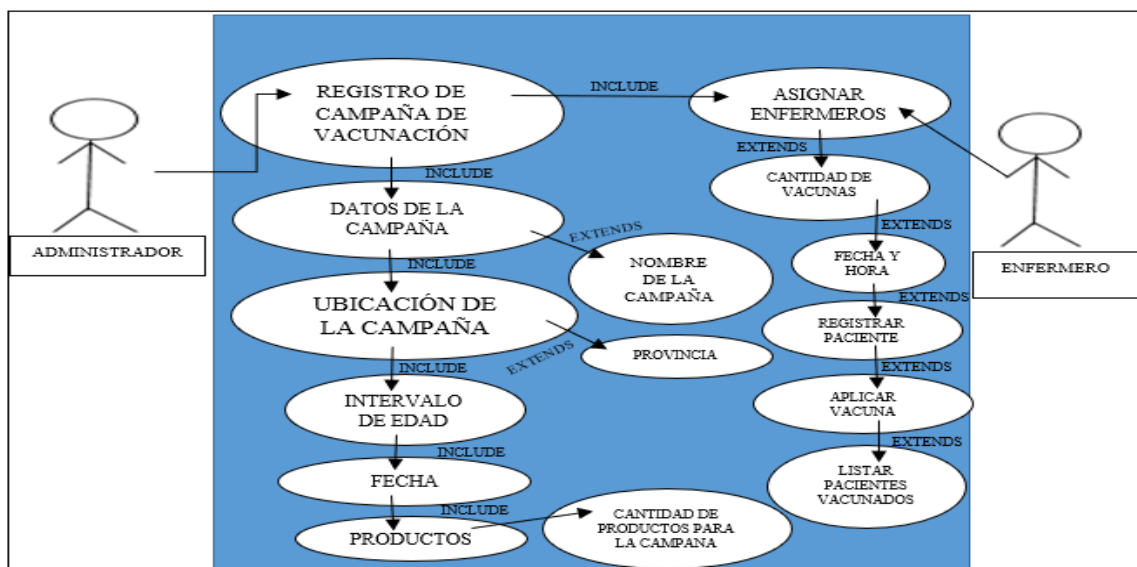 REGISTRO DE
CAMPAÑA DE
VACUNACIÓN
INCLUDE
ASIGNAR
ENFERMEROS
EXTENDS
INCLUDE
CANTIDAD DE
VACUNAS
DATOS DE LA
CAMPAÑA
EXTENDS
EXTENDS
ADMINISTRADOR
INCLUDE
NOMBRE
DE LA
CAMPAÑA
FECHA Y
HORA
ENFERMERO
EXTENDS
UBICACIÓN DE
LA CAMPAÑA
REGISTRAR
PACIENTE
EXTENDS
PROVINCIA
INCLUDE
EXTENDS
INTERVALO
DE EDAD
APLICAR
VACUNA
EXTENDS
INCLUDE
FECHA
LISTAR
PACIENTES
VACUNADOS
INCLUDE
PRODUCTOS
CANTIDAD DE
PRODUCTOS PARA
LA CAMPANA